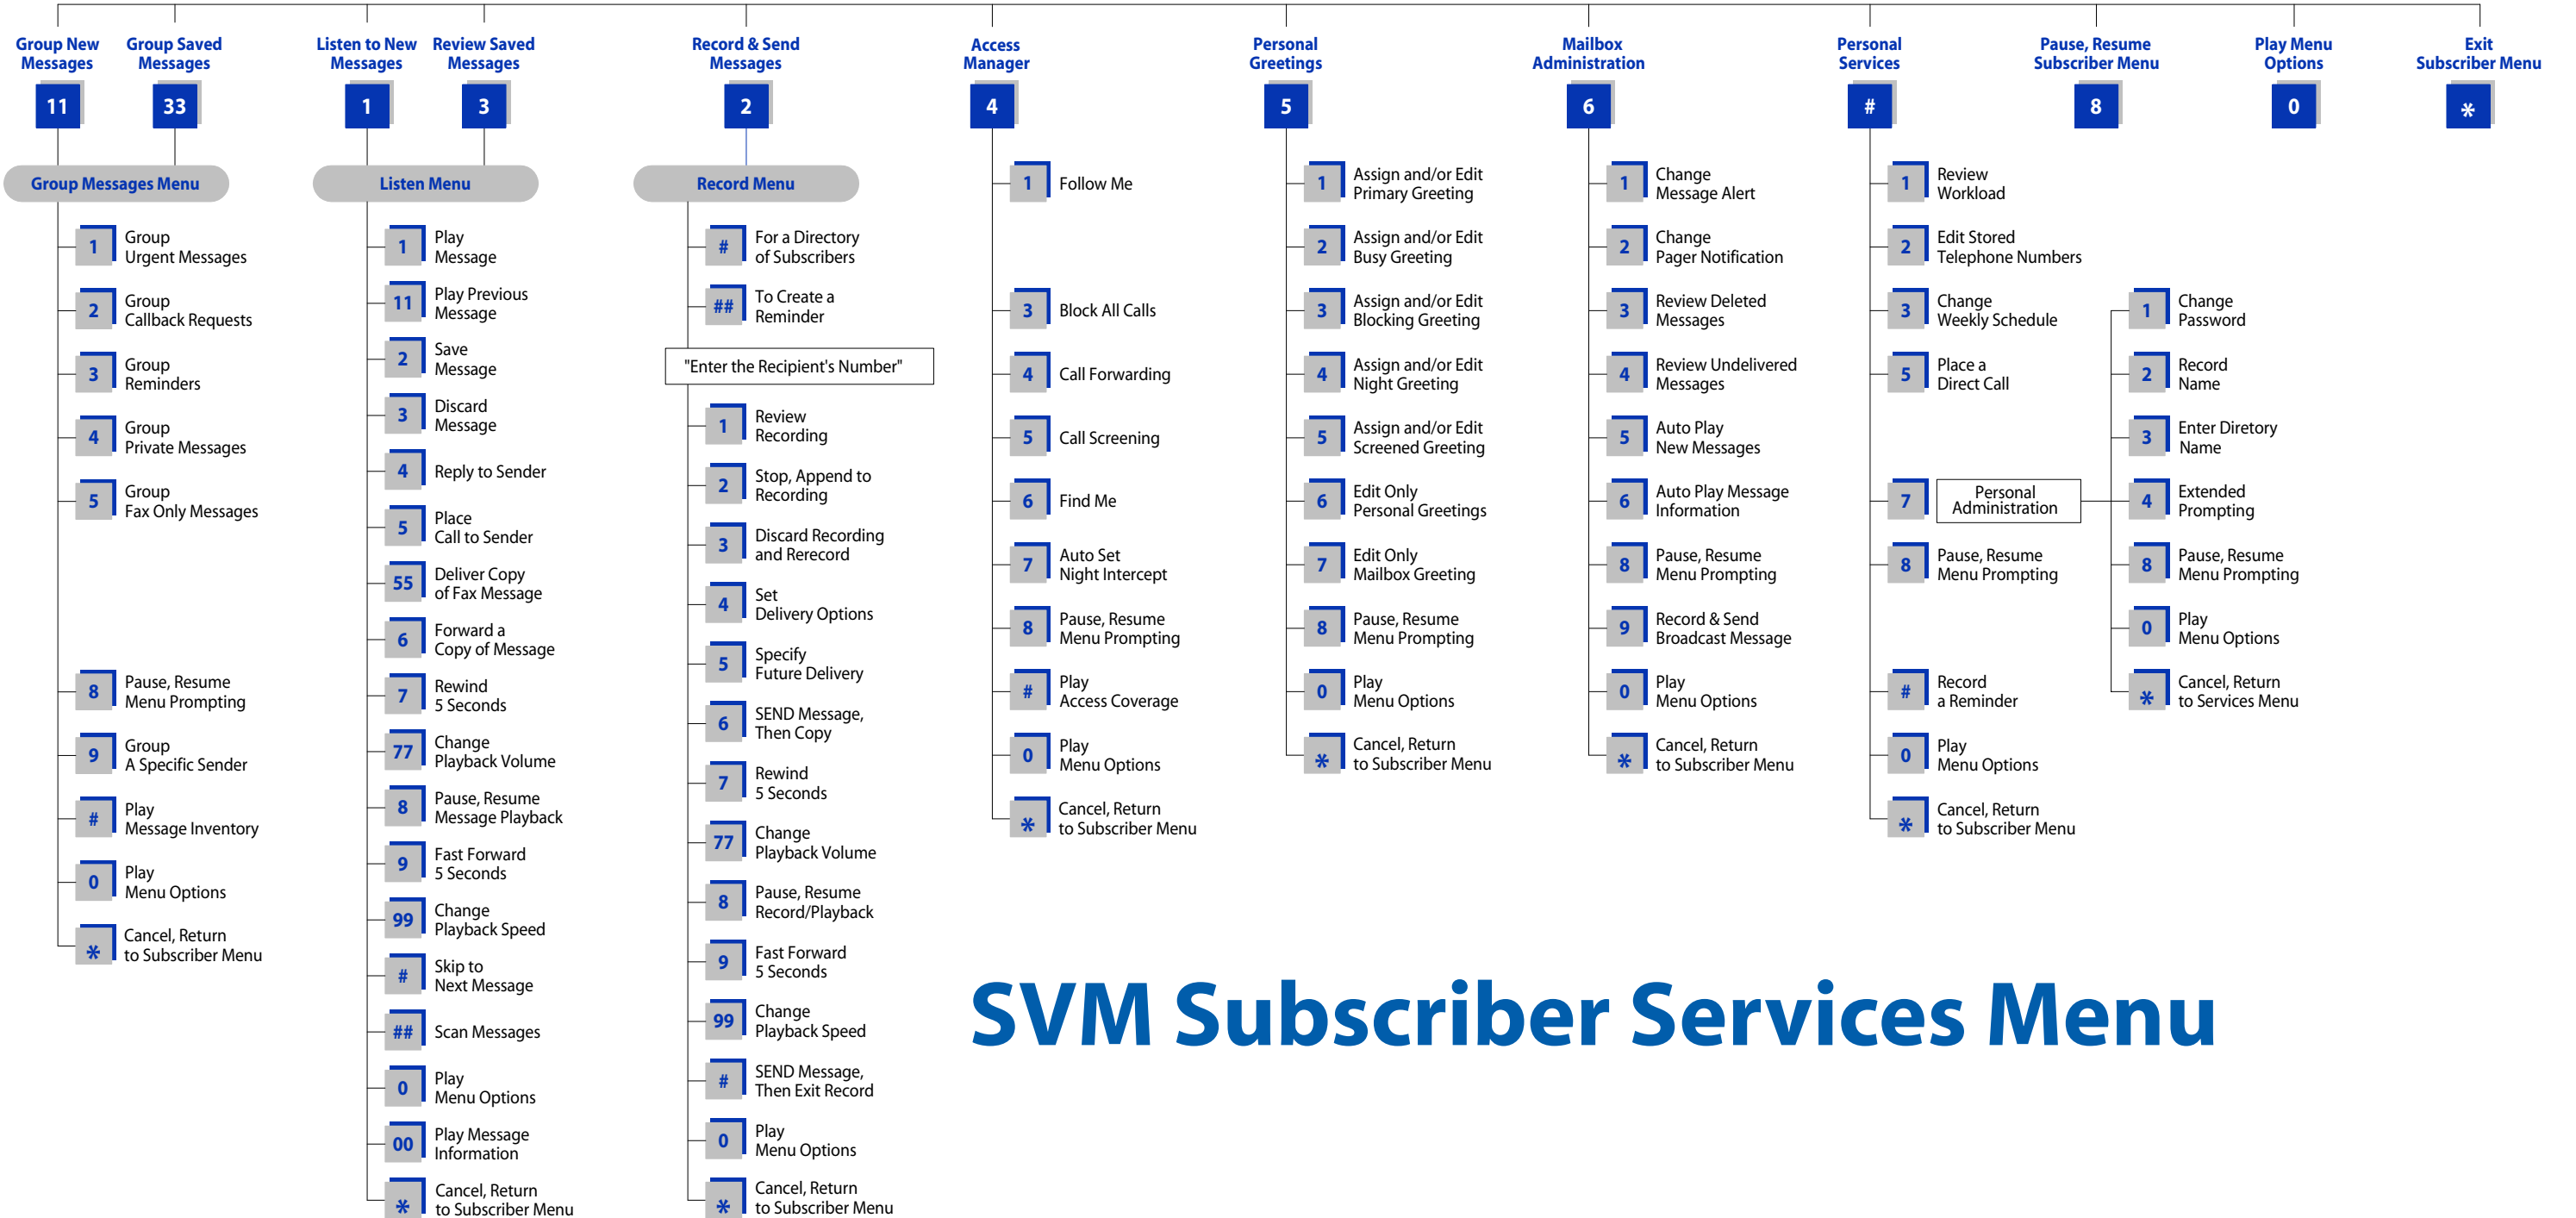 Group New
Messages
11
Group Saved
Messages
33
Group Messages Menu
1
Group
Urgent Messages
2
Group
Callback Requests
3
Group
Reminders
4
Group
Private Messages
5
Group
Fax Only Messages
8
Pause, Resume
Menu Prompting
9
Group
A Specific Sender
#
Play
Message Inventory
0
Play
Menu Options
*
Cancel, Return
to Subscriber Menu
Listen to New
Messages
1
Review Saved
Messages
3
Listen Menu
1
Play
Message
11
Play Previous
Message
2
Save
Message
3
Discard
Message
4
Reply to Sender
5
Place
Call to Sender
55
Deliver Copy
of Fax Message
6
Forward a
Copy of Message
7
Rewind
5 Seconds
77
Change
Playback Volume
8
Pause, Resume
Message Playback
9
Fast Forward
5 Seconds
99
Change
Playback Speed
#
Skip to
Next Message
##
Scan Messages
0
Play
Menu Options
00
Play Message
Information
*
Cancel, Return
to Subscriber Menu
Record & Send
Messages
2
Record Menu
#
For a Directory
of Subscribers
##
To Create a
Reminder
"Enter the Recipient's Number"
1
Review
Recording
2
Stop, Append to
Recording
3
Discard Recording
and Rerecord
4
Set
Delivery Options
5
Specify
Future Delivery
6
SEND Message,
Then Copy
7
Rewind
5 Seconds
77
Change
Playback Volume
8
Pause, Resume
Record/Playback
9
Fast Forward
5 Seconds
99
Change
Playback Speed
#
SEND Message,
Then Exit Record
0
Play
Menu Options
*
Cancel, Return
to Subscriber Menu
Access
Manager
4
1
Follow Me
3
Block All Calls
4
Call Forwarding
5
Call Screening
6
Find Me
7
Auto Set
Night Intercept
8
Pause, Resume
Menu Prompting
#
Play
Access Coverage
0
Play
Menu Options
*
Cancel, Return
to Subscriber Menu
Personal
Greetings
5
1
Assign and/or Edit
Primary Greeting
2
Assign and/or Edit
Busy Greeting
3
Assign and/or Edit
Blocking Greeting
4
Assign and/or Edit
Night Greeting
5
Assign and/or Edit
Screened Greeting
6
Edit Only
Personal Greetings
7
Edit Only
Mailbox Greeting
8
Pause, Resume
Menu Prompting
0
Play
Menu Options
*
Cancel, Return
to Subscriber Menu
Mailbox
Administration
6
1
Change
Message Alert
2
Change
Pager Notification
3
Review Deleted
Messages
4
Review Undelivered
Messages
5
Auto Play
New Messages
6
Auto Play Message
Information
8
Pause, Resume
Menu Prompting
9
Record & Send
Broadcast Message
0
Play
Menu Options
*
Cancel, Return
to Subscriber Menu
Personal
Services
#
1
Review
Workload
2
Edit Stored
Telephone Numbers
3
Change
Weekly Schedule
5
Place a
Direct Call
7
Personal
Administration
8
Pause, Resume
Menu Prompting
#
Record
a Reminder
0
Play
Menu Options
*
Cancel, Return
to Subscriber Menu
1
Change
Password
2
Record
Name
3
Enter Diretory
Name
4
Extended
Prompting
8
Pause, Resume
Menu Prompting
0
Play
Menu Options
*
Cancel, Return
to Services Menu
Pause, Resume
Subscriber Menu
8
Play Menu
Options
0
Exit
Subscriber Menu
*
SVM Subscriber Services Menu